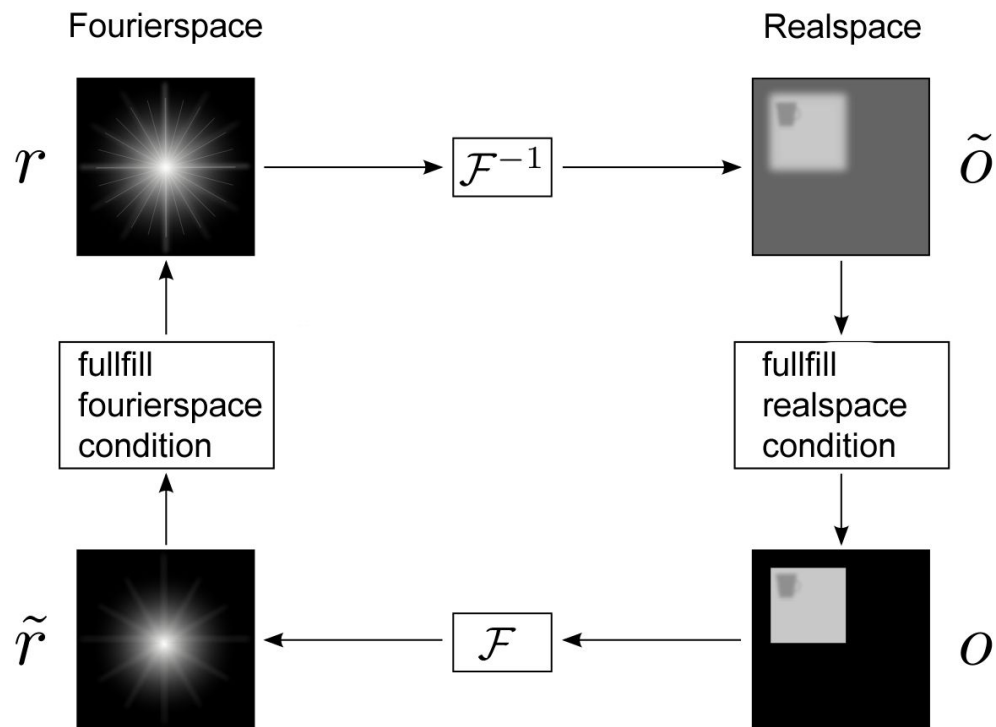 Fourierspace
Realspace
r
ℱ⁻¹
õ
fullfill
fourierspace
condition
fullfill
realspace
condition
r̃
ℱ
o